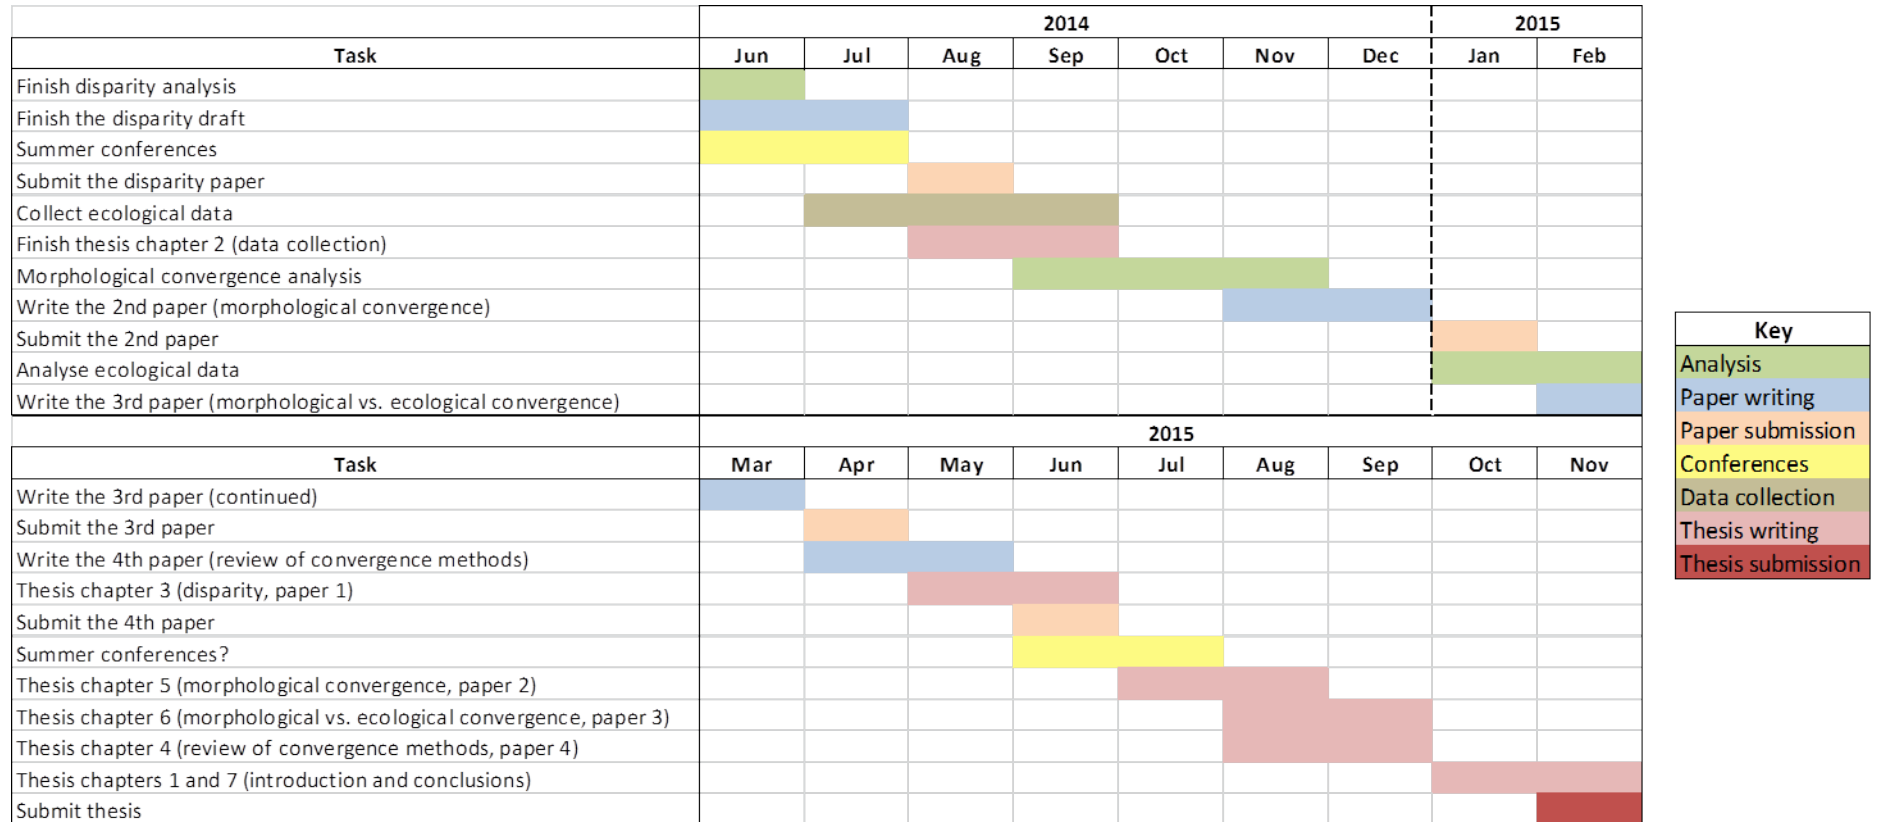 2014 2015
Task Jun Jul Aug Sep Oct Nov Dec Jan Feb
Finish disparity analysis
Finish the disparity draft
Summer conferences
Submit the disparity paper
Collect ecological data
Finish thesis chapter 2 (data collection)
Morphological convergence analysis
Write the 2nd paper (morphological convergence)
Submit the 2nd paper
Analyse ecological data
Write the 3rd paper (morphological vs. ecological convergence)
2015
Task Mar Apr May Jun Jul Aug Sep Oct Nov
Write the 3rd paper (continued)
Submit the 3rd paper
Write the 4th paper (review of convergence methods)
Thesis chapter 3 (disparity, paper 1)
Submit the 4th paper
Summer conferences?
Thesis chapter 5 (morphological convergence, paper 2)
Thesis chapter 6 (morphological vs. ecological convergence, paper 3)
Thesis chapter 4 (review of convergence methods, paper 4)
Thesis chapters 1 and 7 (introduction and conclusions)
Submit thesis
Key
Analysis
Paper writing
Paper submission
Conferences
Data collection
Thesis writing
Thesis submission